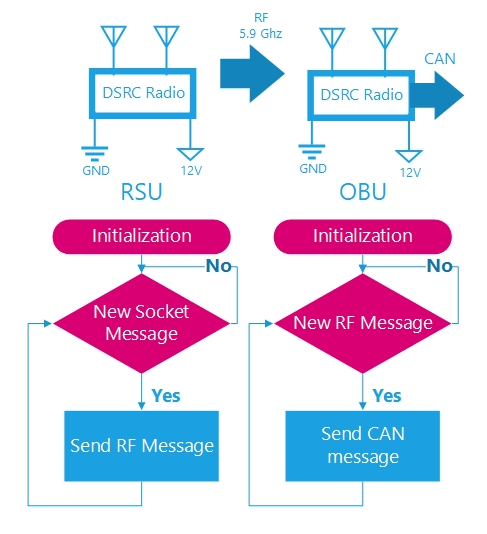 RF
5.9 Ghz
CAN
DSRC Radio
DSRC Radio
GND
12V
GND
12V
RSU
OBU
Initialization
Initialization
No
No
New Socket
Message
New RF Message
Yes
Yes
Send RF Message
Send CAN
message